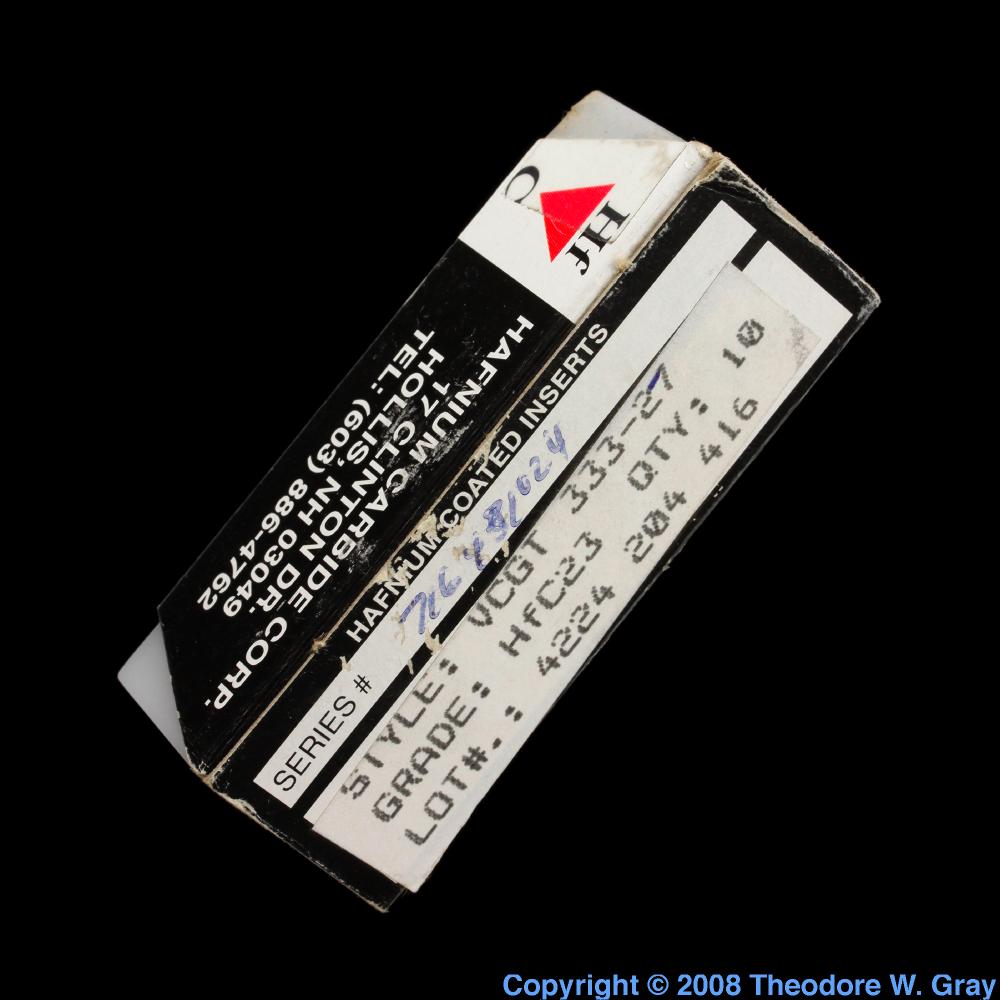 Hf
C
HAFNIUM CARBIDE CORP.
17 CLINTON DR.
HOLLIS, NH 03049
TEL: (603) 886-4762
HAFNIUM COATED INSERTS
SERIES #
STYLE: VCGT 333-27
GRADE: HfC23 QTY: 10
LOT#.: 4224 204 416
Copyright © 2008 Theodore W. Gray